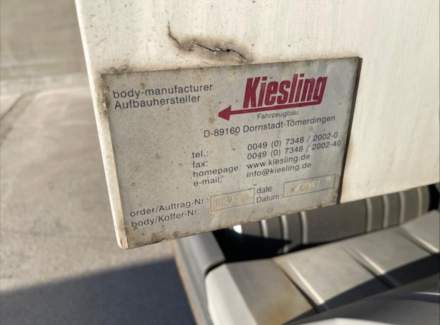 body-manufacturer
Aufbauhersteller
Kiesling
Fahrzeugbau
D-89160 Dornstadt-Tomerdingen
tel.: 0049 (0) 7348 / 2002-0
fax: 0049 (0) 7348 / 2002-40
homepage: www.kiesling.de
e-mail: info@kiesling.de
order/Auftrag.Nr.: date
body/Koffer-Nr.: Datum